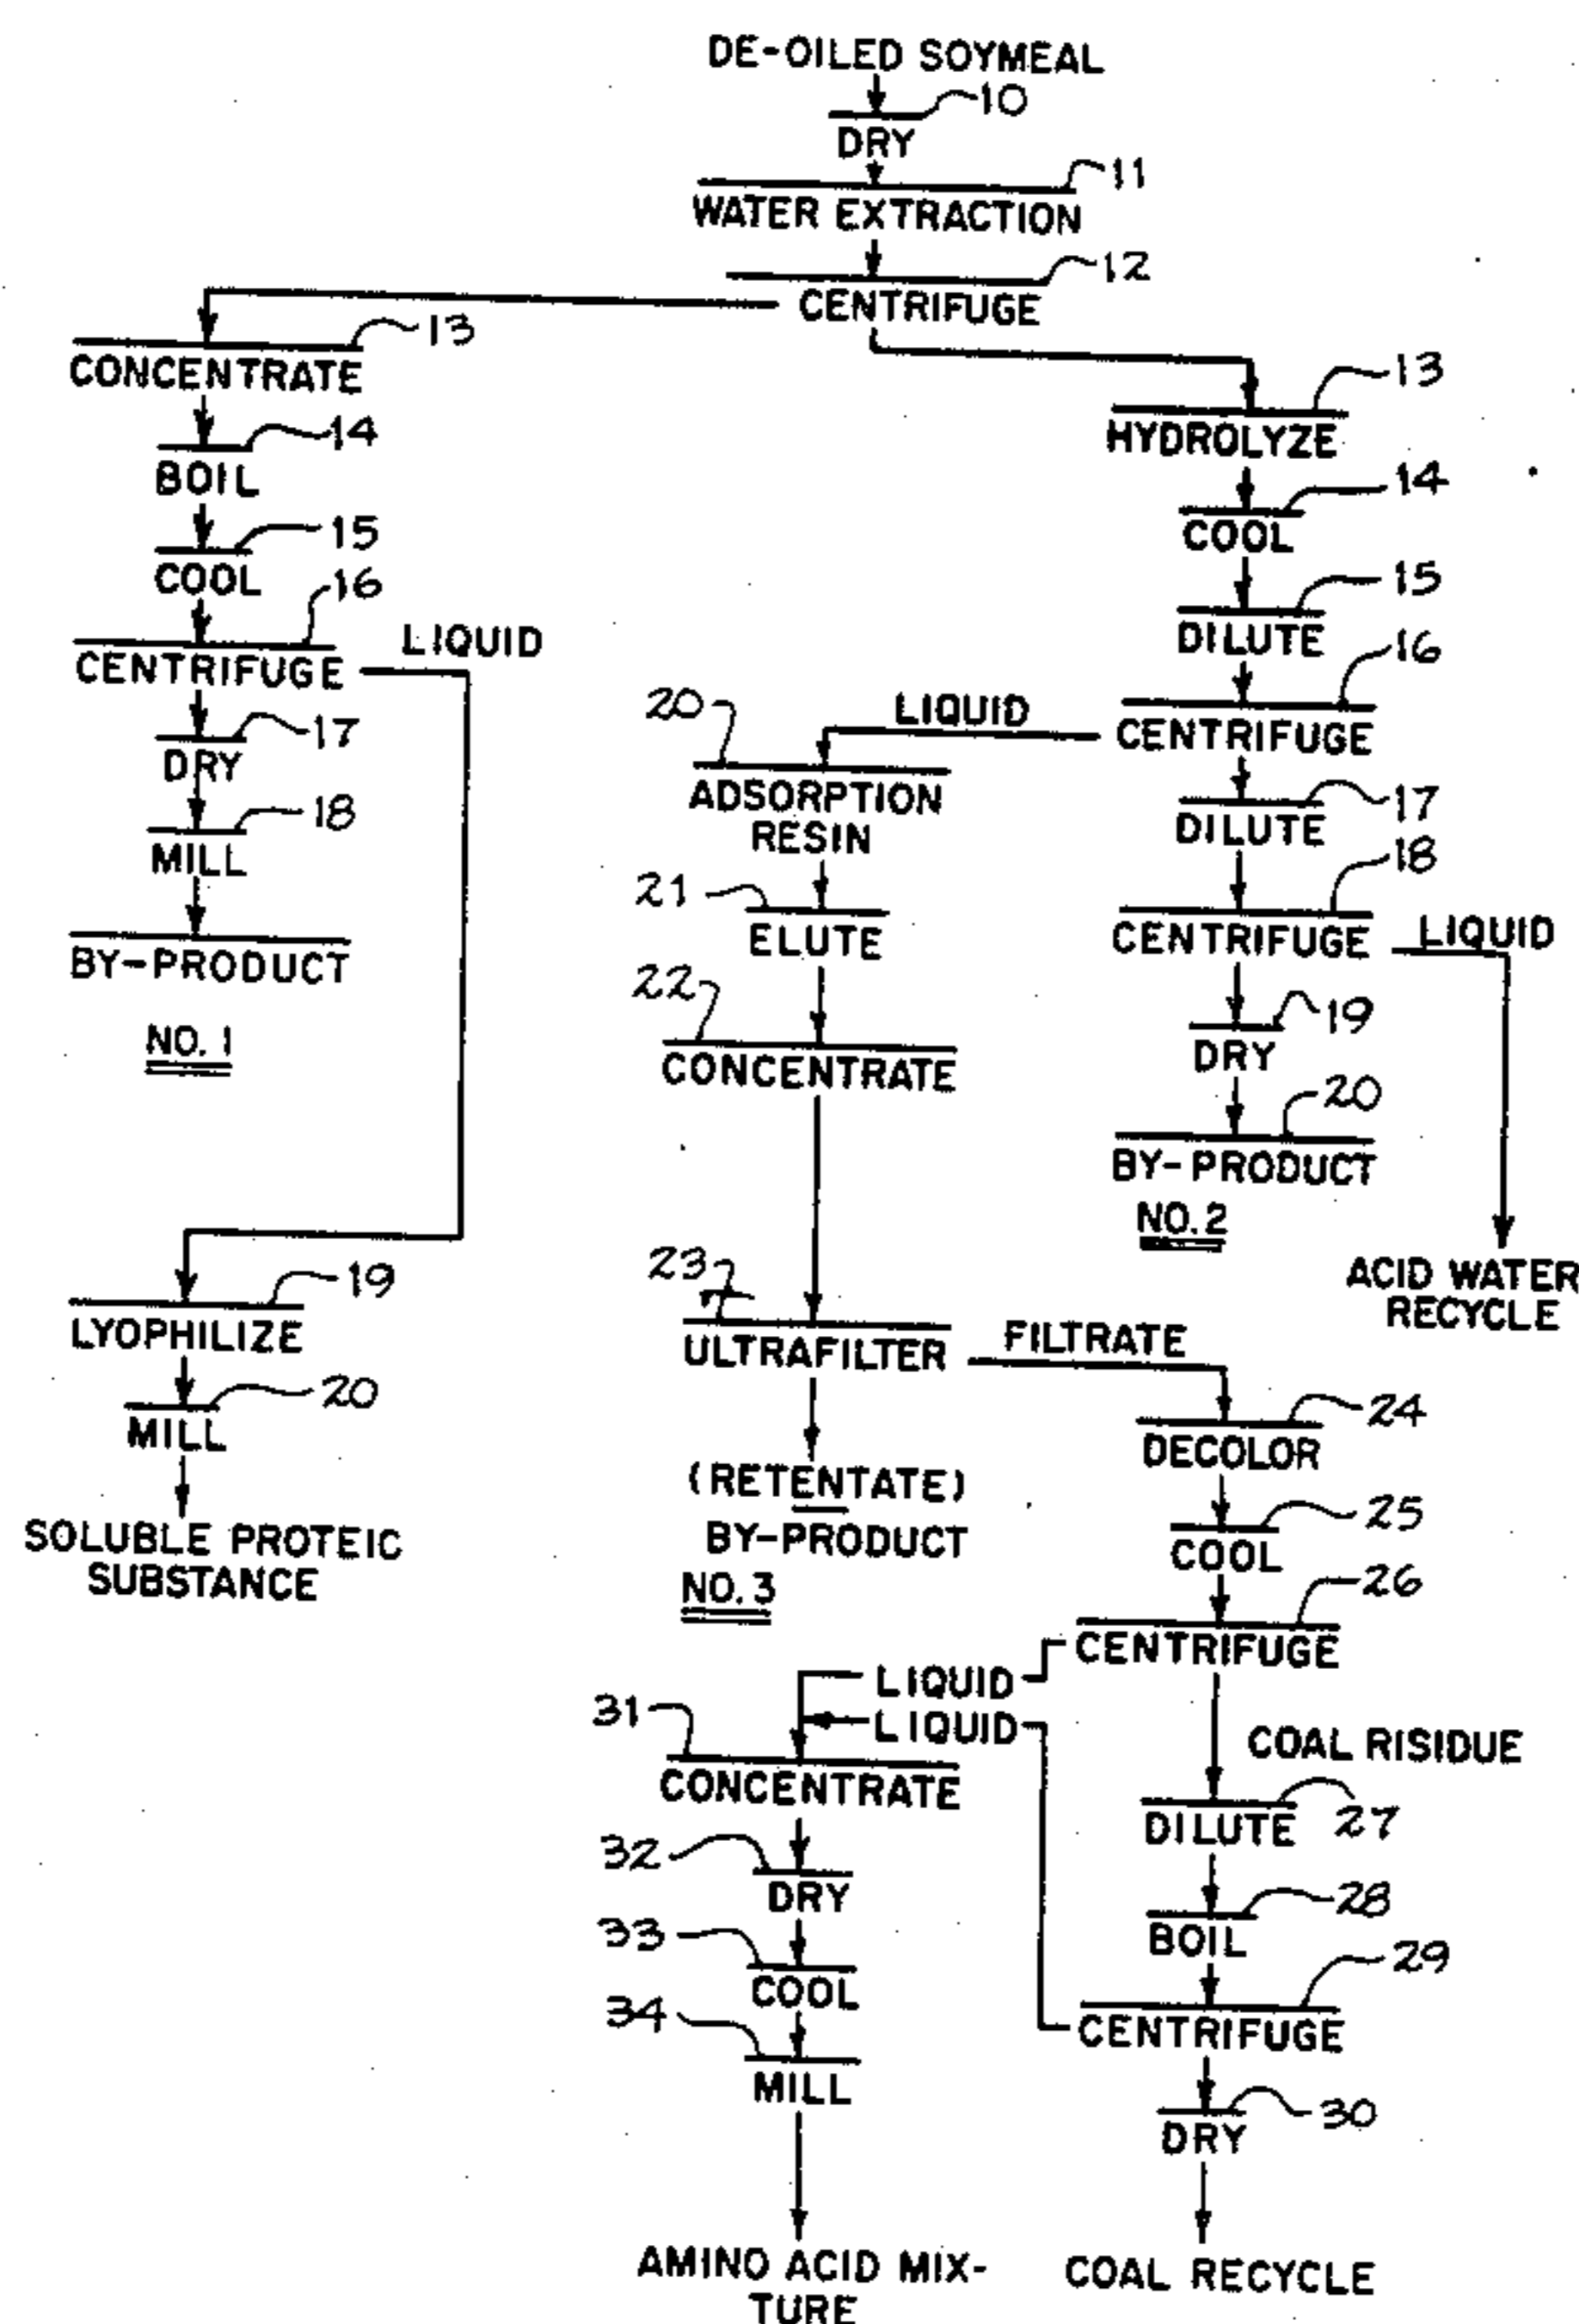 DE-OILED SOYMEAL
10
DRY
11
WATER EXTRACTION
12
CENTRIFUGE
13
CONCENTRATE
14
BOIL
15
COOL
16
CENTRIFUGE
LIQUID
17
DRY
18
MILL
BY-PRODUCT
NO. 1
19
LYOPHILIZE
20
MILL
SOLUBLE PROTEIC
SUBSTANCE
13
HYDROLYZE
14
COOL
15
DILUTE
16
CENTRIFUGE
LIQUID
17
DILUTE
18
CENTRIFUGE
LIQUID
19
DRY
20
BY-PRODUCT
NO. 2
ACID WATER
RECYCLE
20
ADSORPTION
RESIN
21
ELUTE
22
CONCENTRATE
23
ULTRAFILTER
FILTRATE
(RETENTATE)
BY-PRODUCT
NO. 3
24
DECOLOR
25
COOL
26
CENTRIFUGE
LIQUID
LIQUID
COAL RISIDUE
27
DILUTE
28
BOIL
29
CENTRIFUGE
30
DRY
COAL RECYCLE
31
CONCENTRATE
32
DRY
33
COOL
34
MILL
AMINO ACID MIX-
TURE